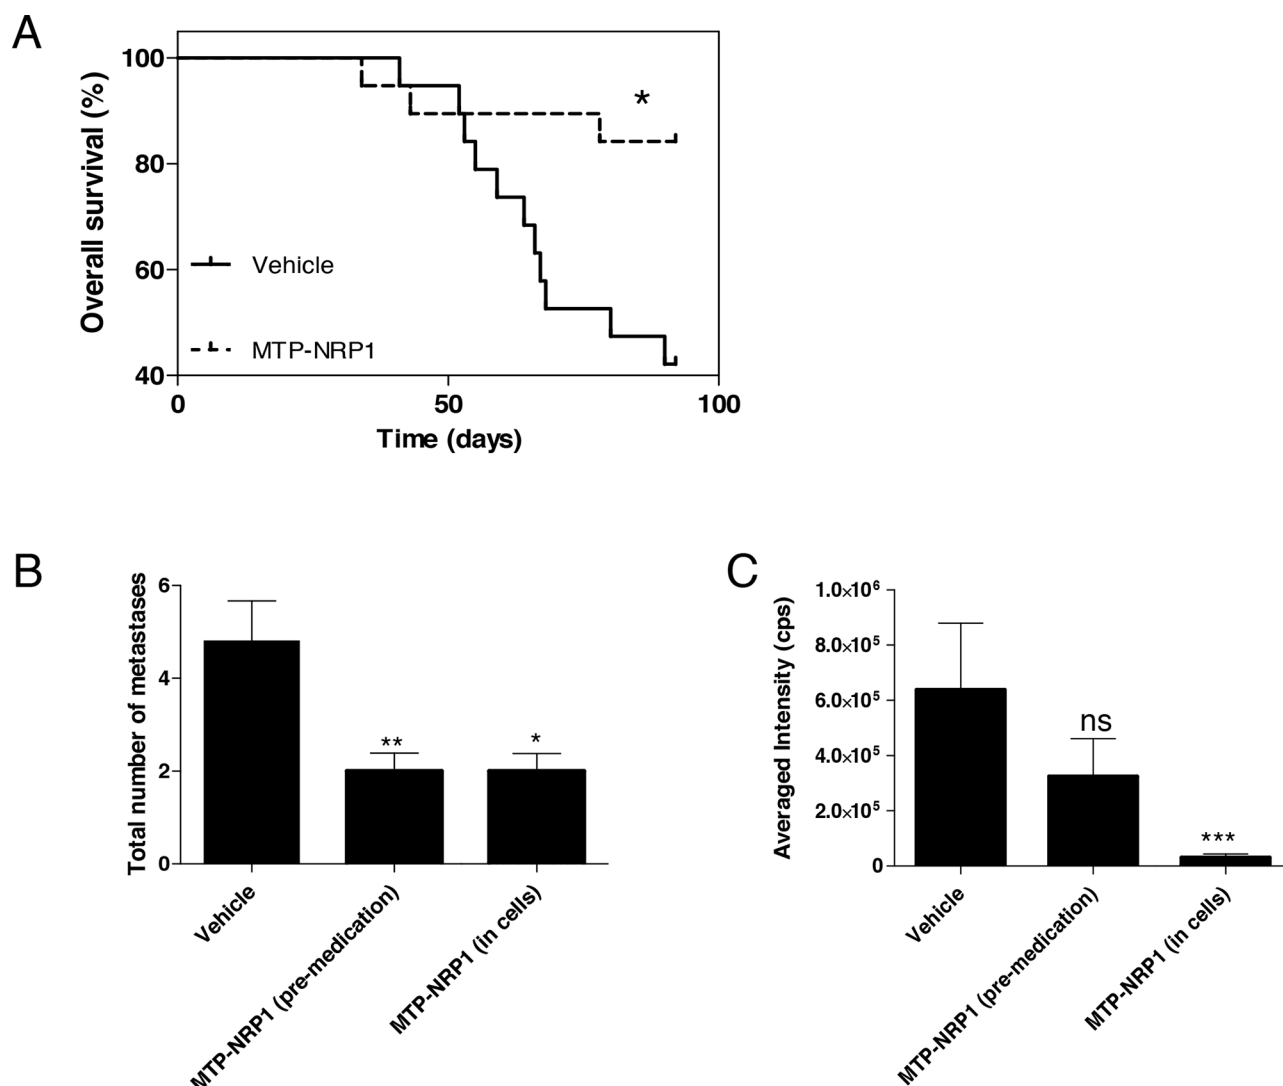 A
Overall survival (%)
100
80
60
40
*
Vehicle
MTP-NRP1
0
50
100
Time (days)
B
Total number of metastases
6
4
2
0
**
*
Vehicle
MTP-NRP1 (pre-medication)
MTP-NRP1 (in cells)
C
Averaged Intensity (cps)
1.0×10⁶
8.0×10⁵
6.0×10⁵
4.0×10⁵
2.0×10⁵
0
ns
***
Vehicle
MTP-NRP1 (pre-medication)
MTP-NRP1 (in cells)